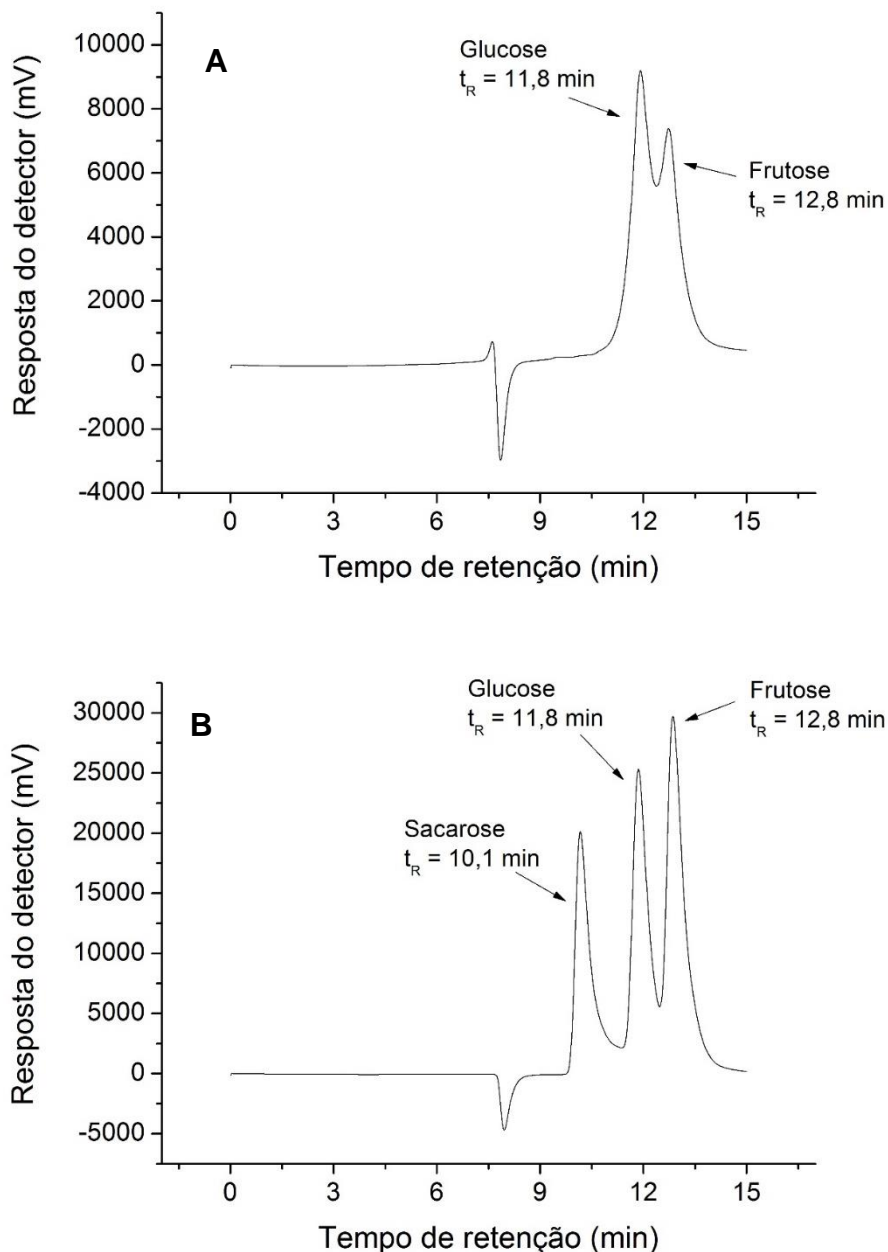 A
Glucose
t_R = 11,8 min
Frutose
t_R = 12,8 min
Resposta do detector (mV)
10000
8000
6000
4000
2000
0
-2000
-4000
0 3 6 9 12 15
Tempo de retenção (min)
B
Glucose
t_R = 11,8 min
Frutose
t_R = 12,8 min
Sacarose
t_R = 10,1 min
Resposta do detector (mV)
30000
25000
20000
15000
10000
5000
0
-5000
0 3 6 9 12 15
Tempo de retenção (min)